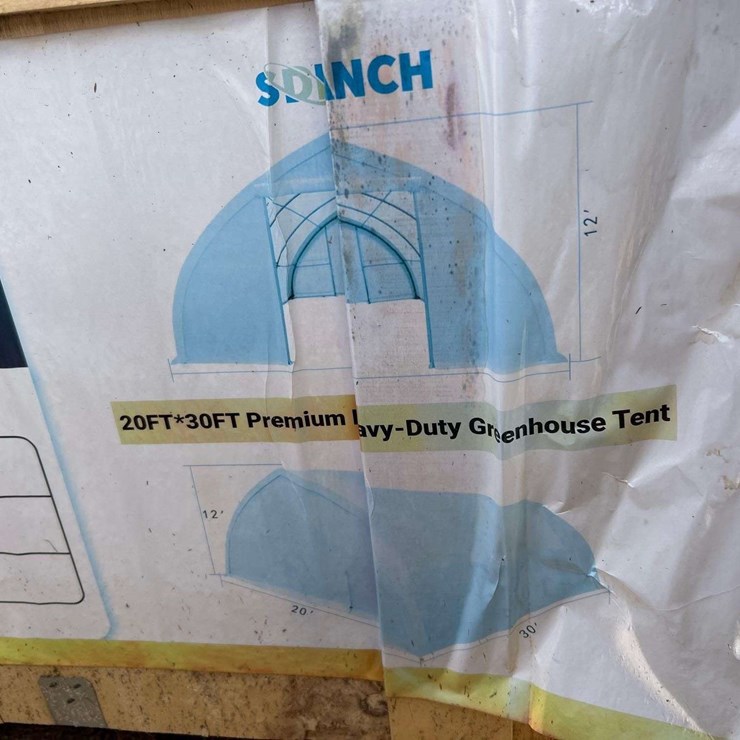 SDINCH
12'
20FT*30FT Premium avy-Duty Greenhouse Tent
12'
20'
30'